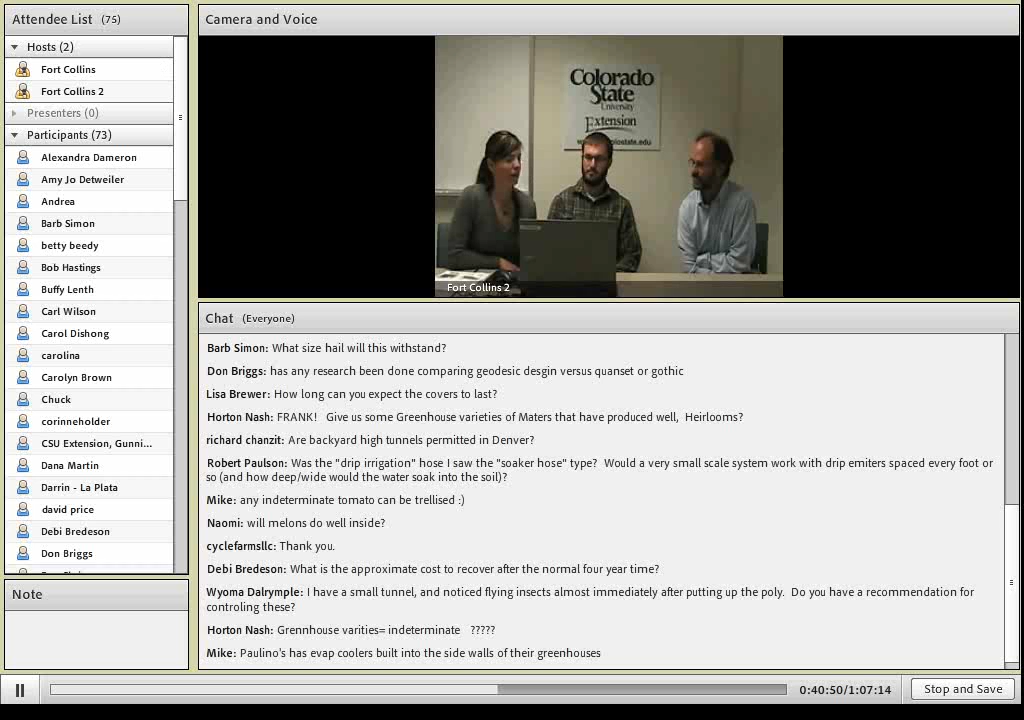 Attendee List (75)
Hosts (2)
Fort Collins
Fort Collins 2
Presenters (0)
Participants (73)
Alexandra Dameron
Amy Jo Detweiler
Andrea
Barb Simon
betty beedy
Bob Hastings
Buffy Lenth
Carl Wilson
Carol Dishong
carolina
Carolyn Brown
Chuck
corinneholder
CSU Extension, Gunni...
Dana Martin
Darrin - La Plata
david price
Debi Bredeson
Don Briggs
Note
Camera and Voice
Colorado
State
University
Extension
Fort Collins 2
Chat (Everyone)
Barb Simon: What size hail will this withstand?
Don Briggs: has any research been done comparing geodesic desgin versus quanset or gothic
Lisa Brewer: How long can you expect the covers to last?
Horton Nash: FRANK! Give us some Greenhouse varieties of Maters that have produced well, Heirlooms?
richard chanzit: Are backyard high tunnels permitted in Denver?
Robert Paulson: Was the "drip irrigation" hose I saw the "soaker hose" type? Would a very small scale system work with drip emiters spaced every foot or
so (and how deep/wide would the water soak into the soil)?
Mike: any indeterminate tomato can be trellised :)
Naomi: will melons do well inside?
cyclefarmsllc: Thank you.
Debi Bredeson: What is the approximate cost to recover after the normal four year time?
Wyoma Dalrymple: I have a small tunnel, and noticed flying insects almost immediately after putting up the poly. Do you have a recommendation for
controling these?
Horton Nash: Grennhouse varities= indeterminate ?????
Mike: Paulino's has evap coolers built into the side walls of their greenhouses
0:40:50/1:07:14
Stop and Save